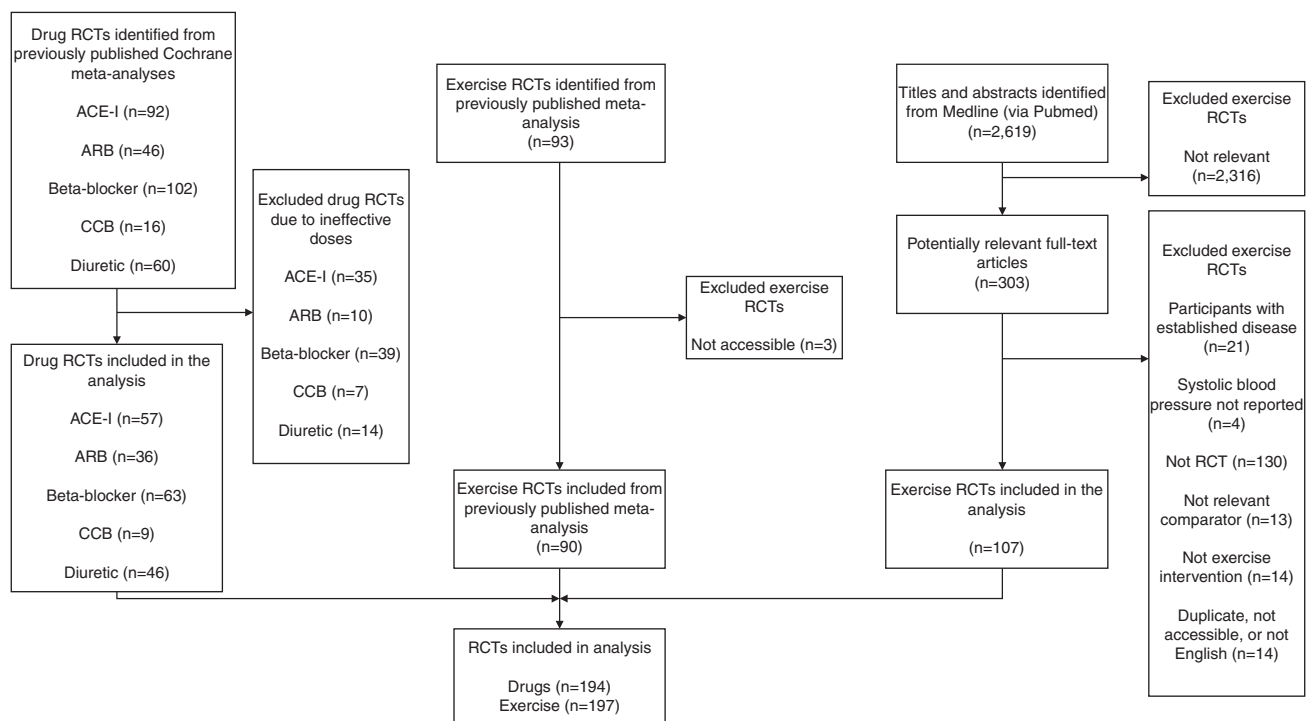 Drug RCTs identified from
previously published Cochrane
meta-analyses
ACE-I (n=92)
ARB (n=46)
Beta-blocker (n=102)
CCB (n=16)
Diuretic (n=60)
Excluded drug RCTs
due to ineffective
doses
ACE-I (n=35)
ARB (n=10)
Beta-blocker (n=39)
CCB (n=7)
Diuretic (n=14)
Drug RCTs included in the
analysis
ACE-I (n=57)
ARB (n=36)
Beta-blocker (n=63)
CCB (n=9)
Diuretic (n=46)
Exercise RCTs identified from
previously published meta-
analysis
(n=93)
Excluded exercise
RCTs
Not accessible (n=3)
Exercise RCTs included from
previously published meta-
analysis
(n=90)
Titles and abstracts identified
from Medline (via Pubmed)
(n=2,619)
Excluded exercise
RCTs
Not relevant
(n=2,316)
Potentially relevant full-text
articles
(n=303)
Excluded exercise
RCTs
Participants with
established disease
(n=21)
Systolic blood
pressure not reported
(n=4)
Not RCT (n=130)
Not relevant
comparator (n=13)
Not exercise
intervention (n=14)
Duplicate, not
accessible, or not
English (n=14)
Exercise RCTs included in the
analysis
(n=107)
RCTs included in analysis
Drugs (n=194)
Exercise (n=197)